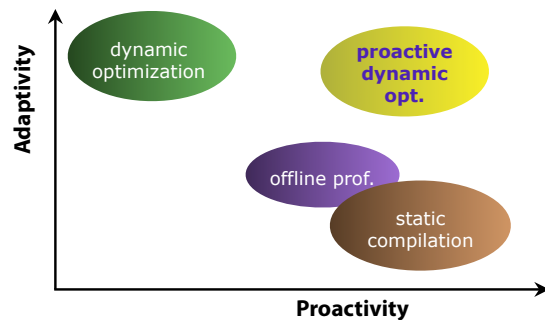 Adaptivity
dynamic
optimization
proactive
dynamic
opt.
offline prof.
static
compilation
Proactivity